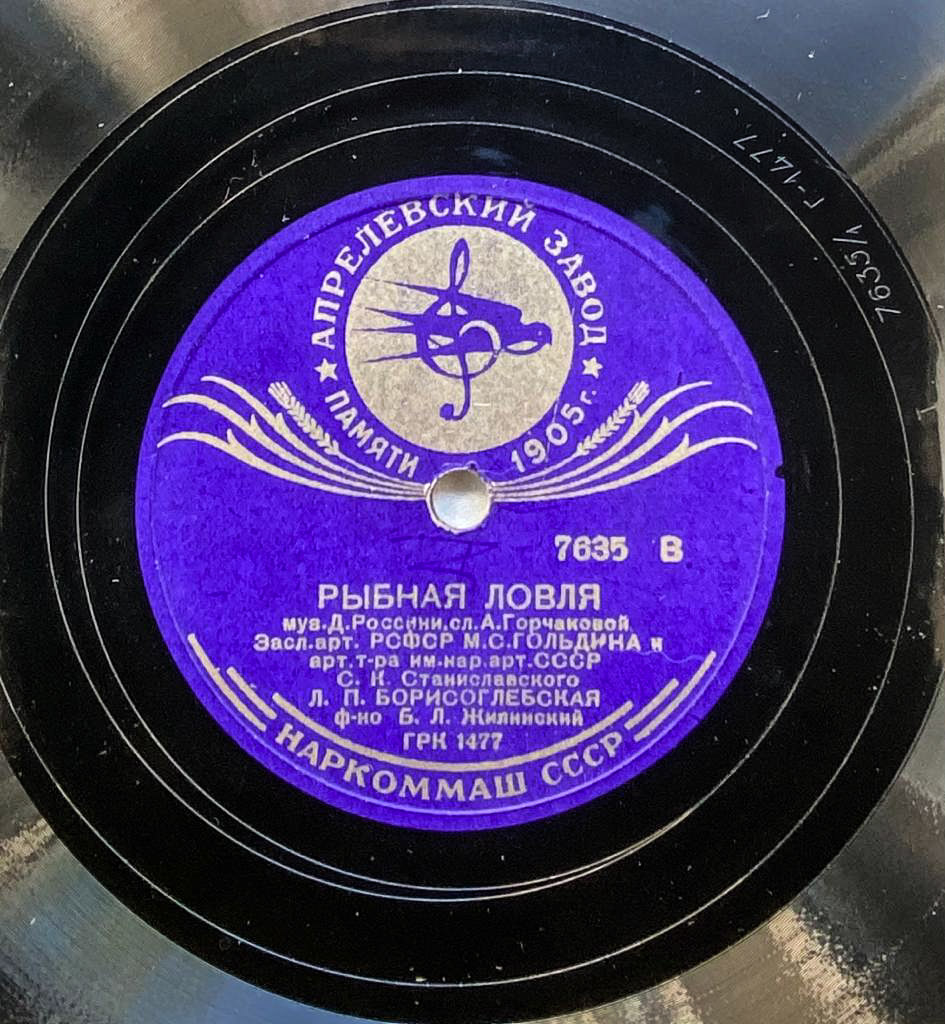 АПРЕЛЕВСКИЙ ЗАВОД
ПАМЯТИ 1905 г.
7635 В
РЫБНАЯ ЛОВЛЯ
муз.Д.Россини.сл.А.Горчаковой
Засл.арт. РСФСР М.С.ГОЛЬДИНА и
арт.т-ра им.нар.арт.СССР
С. К. Станиславского
Л. П. БОРИСОГЛЕБСКАЯ
ф-но Б. Л. Жилинский
ГРК 1477
НАРКОММАШ СССР
7635/1 Г-1477